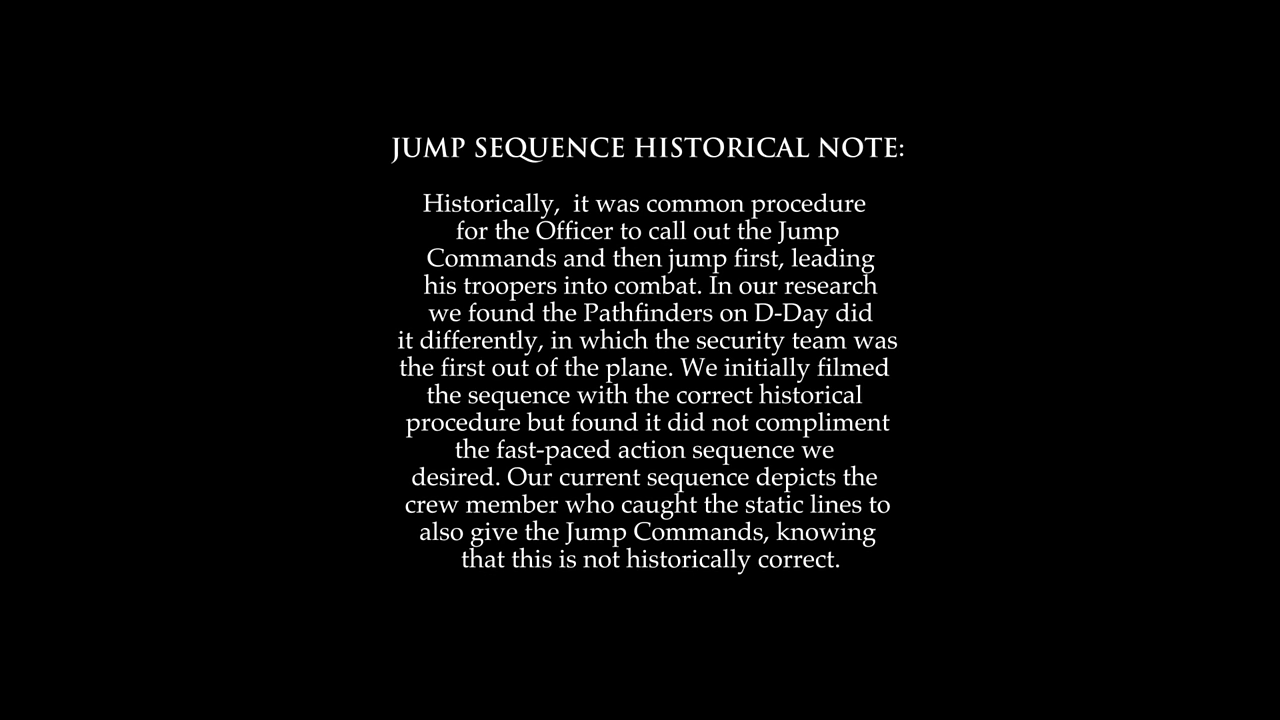 JUMP SEQUENCE HISTORICAL NOTE:
Historically,  it was common procedure
for the Officer to call out the Jump
Commands and then jump first, leading
his troopers into combat. In our research
we found the Pathfinders on D-Day did
it differently, in which the security team was
the first out of the plane. We initially filmed
the sequence with the correct historical
procedure but found it did not compliment
the fast-paced action sequence we
desired. Our current sequence depicts the
crew member who caught the static lines to
also give the Jump Commands, knowing
that this is not historically correct.